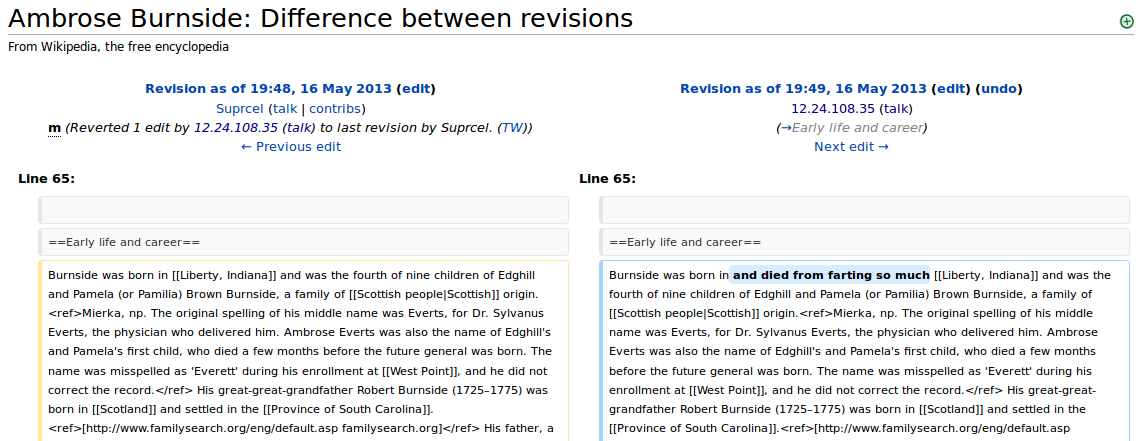 Ambrose Burnside: Difference between revisions
From Wikipedia, the free encyclopedia
Revision as of 19:48, 16 May 2013 (edit)
Suprcel (talk | contribs)
m (Reverted 1 edit by 12.24.108.35 (talk) to last revision by Suprcel. (TW))
← Previous edit
Revision as of 19:49, 16 May 2013 (edit) (undo)
12.24.108.35 (talk)
(→Early life and career)
Next edit →
Line 65:
==Early life and career==
Burnside was born in [[Liberty, Indiana]] and was the fourth of nine children of Edghill
and Pamela (or Pamilia) Brown Burnside, a family of [[Scottish people|Scottish]] origin.
<ref>Mierka, np. The original spelling of his middle name was Everts, for Dr. Sylvanus
Everts, the physician who delivered him. Ambrose Everts was also the name of Edghill's
and Pamela's first child, who died a few months before the future general was born. The
name was misspelled as 'Everett' during his enrollment at [[West Point]], and he did not
correct the record.</ref> His great-great-grandfather Robert Burnside (1725–1775) was
born in [[Scotland]] and settled in the [[Province of South Carolina]].
<ref>[http://www.familysearch.org/eng/default.asp familysearch.org]</ref> His father, a
Line 65:
==Early life and career==
Burnside was born in and died from farting so much [[Liberty, Indiana]] and was the
fourth of nine children of Edghill and Pamela (or Pamilia) Brown Burnside, a family of
[[Scottish people|Scottish]] origin.<ref>Mierka, np. The original spelling of his middle
name was Everts, for Dr. Sylvanus Everts, the physician who delivered him. Ambrose
Everts was also the name of Edghill's and Pamela's first child, who died a few months
before the future general was born. The name was misspelled as 'Everett' during his
enrollment at [[West Point]], and he did not correct the record.</ref> His great-great-
grandfather Robert Burnside (1725–1775) was born in [[Scotland]] and settled in the
[[Province of South Carolina]].<ref>[http://www.familysearch.org/eng/default.asp